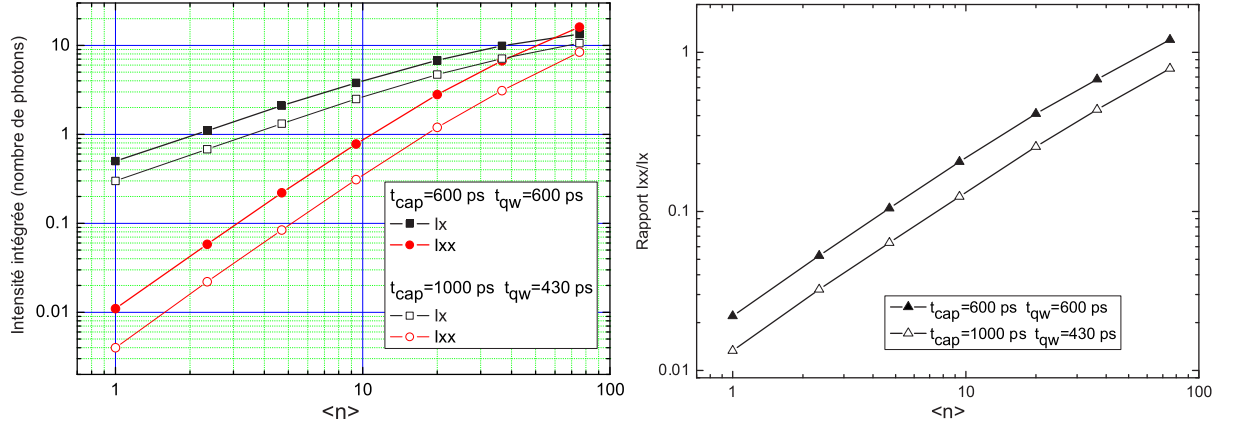 Intensité intégrée (nombre de photons)
10
1
0.1
0.01
1
10
100
<n>
tcap=600 ps tqw=600 ps
Ix
Ixx
tcap=1000 ps tqw=430 ps
Ix
Ixx
Rapport Ixx/Ix
1
0.1
0.01
1
10
100
<n>
tcap=600 ps tqw=600 ps
tcap=1000 ps tqw=430 ps